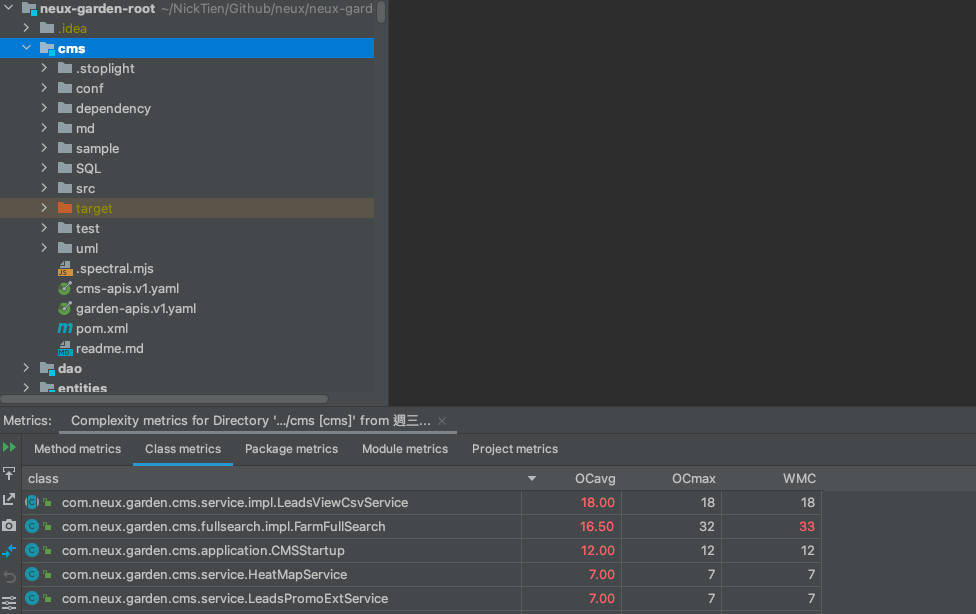 neux-garden-root ~/NickTien/Github/neux/neux-gard
.idea
cms
.stoplight
conf
dependency
md
sample
SQL
src
target
test
uml
.spectral.mjs
cms-apis.v1.yaml
garden-apis.v1.yaml
pom.xml
readme.md
dao
entities
Metrics: Complexity metrics for Directory '.../cms [cms]' from 週三...
Method metrics Class metrics Package metrics Module metrics Project metrics
class OCavg OCmax WMC
com.neux.garden.cms.service.impl.LeadsViewCsvService 18.00 18 18
com.neux.garden.cms.fullsearch.impl.FarmFullSearch 16.50 32 33
com.neux.garden.cms.application.CMSStartup 12.00 12 12
com.neux.garden.cms.service.HeatMapService 7.00 7 7
com.neux.garden.cms.service.LeadsPromoExtService 7.00 7 7